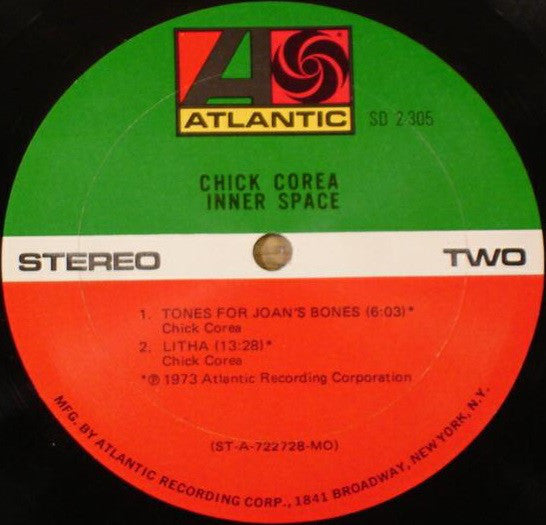 ATLANTIC
SD 2-305
CHICK COREA
INNER SPACE
STEREO
TWO
1. TONES FOR JOAN'S BONES (6:03)*
Chick Corea
2. LITHA (13:28)*
Chick Corea
*℗ 1973 Atlantic Recording Corporation
(ST-A-722728-MO)
MFG. BY ATLANTIC RECORDING CORP., 1841 BROADWAY, NEW YORK, N.Y.